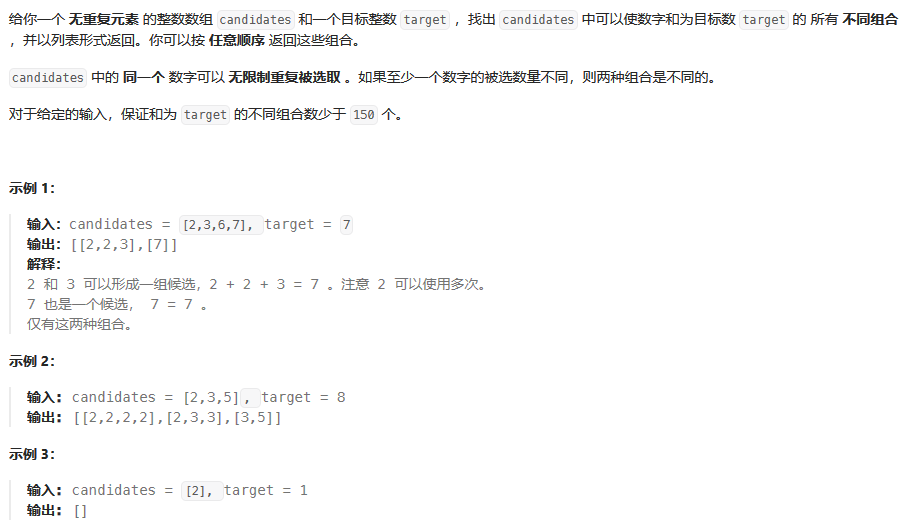 给你一个 无重复元素 的整数数组 candidates 和一个目标整数 target ，找出 candidates 中可以使数字和为目标数 target 的 所有 不同组合
，并以列表形式返回。你可以按 任意顺序 返回这些组合。
candidates 中的 同一个 数字可以 无限制重复被选取 。如果至少一个数字的被选数量不同，则两种组合是不同的。
对于给定的输入，保证和为 target 的不同组合数少于 150 个。
示例 1：
输入：candidates = [2,3,6,7], target = 7
输出：[[2,2,3],[7]]
解释：
2 和 3 可以形成一组候选，2 + 2 + 3 = 7 。注意 2 可以使用多次。
7 也是一个候选， 7 = 7 。
仅有这两种组合。
示例 2：
输入: candidates = [2,3,5], target = 8
输出: [[2,2,2,2],[2,3,3],[3,5]]
示例 3：
输入: candidates = [2], target = 1
输出: []